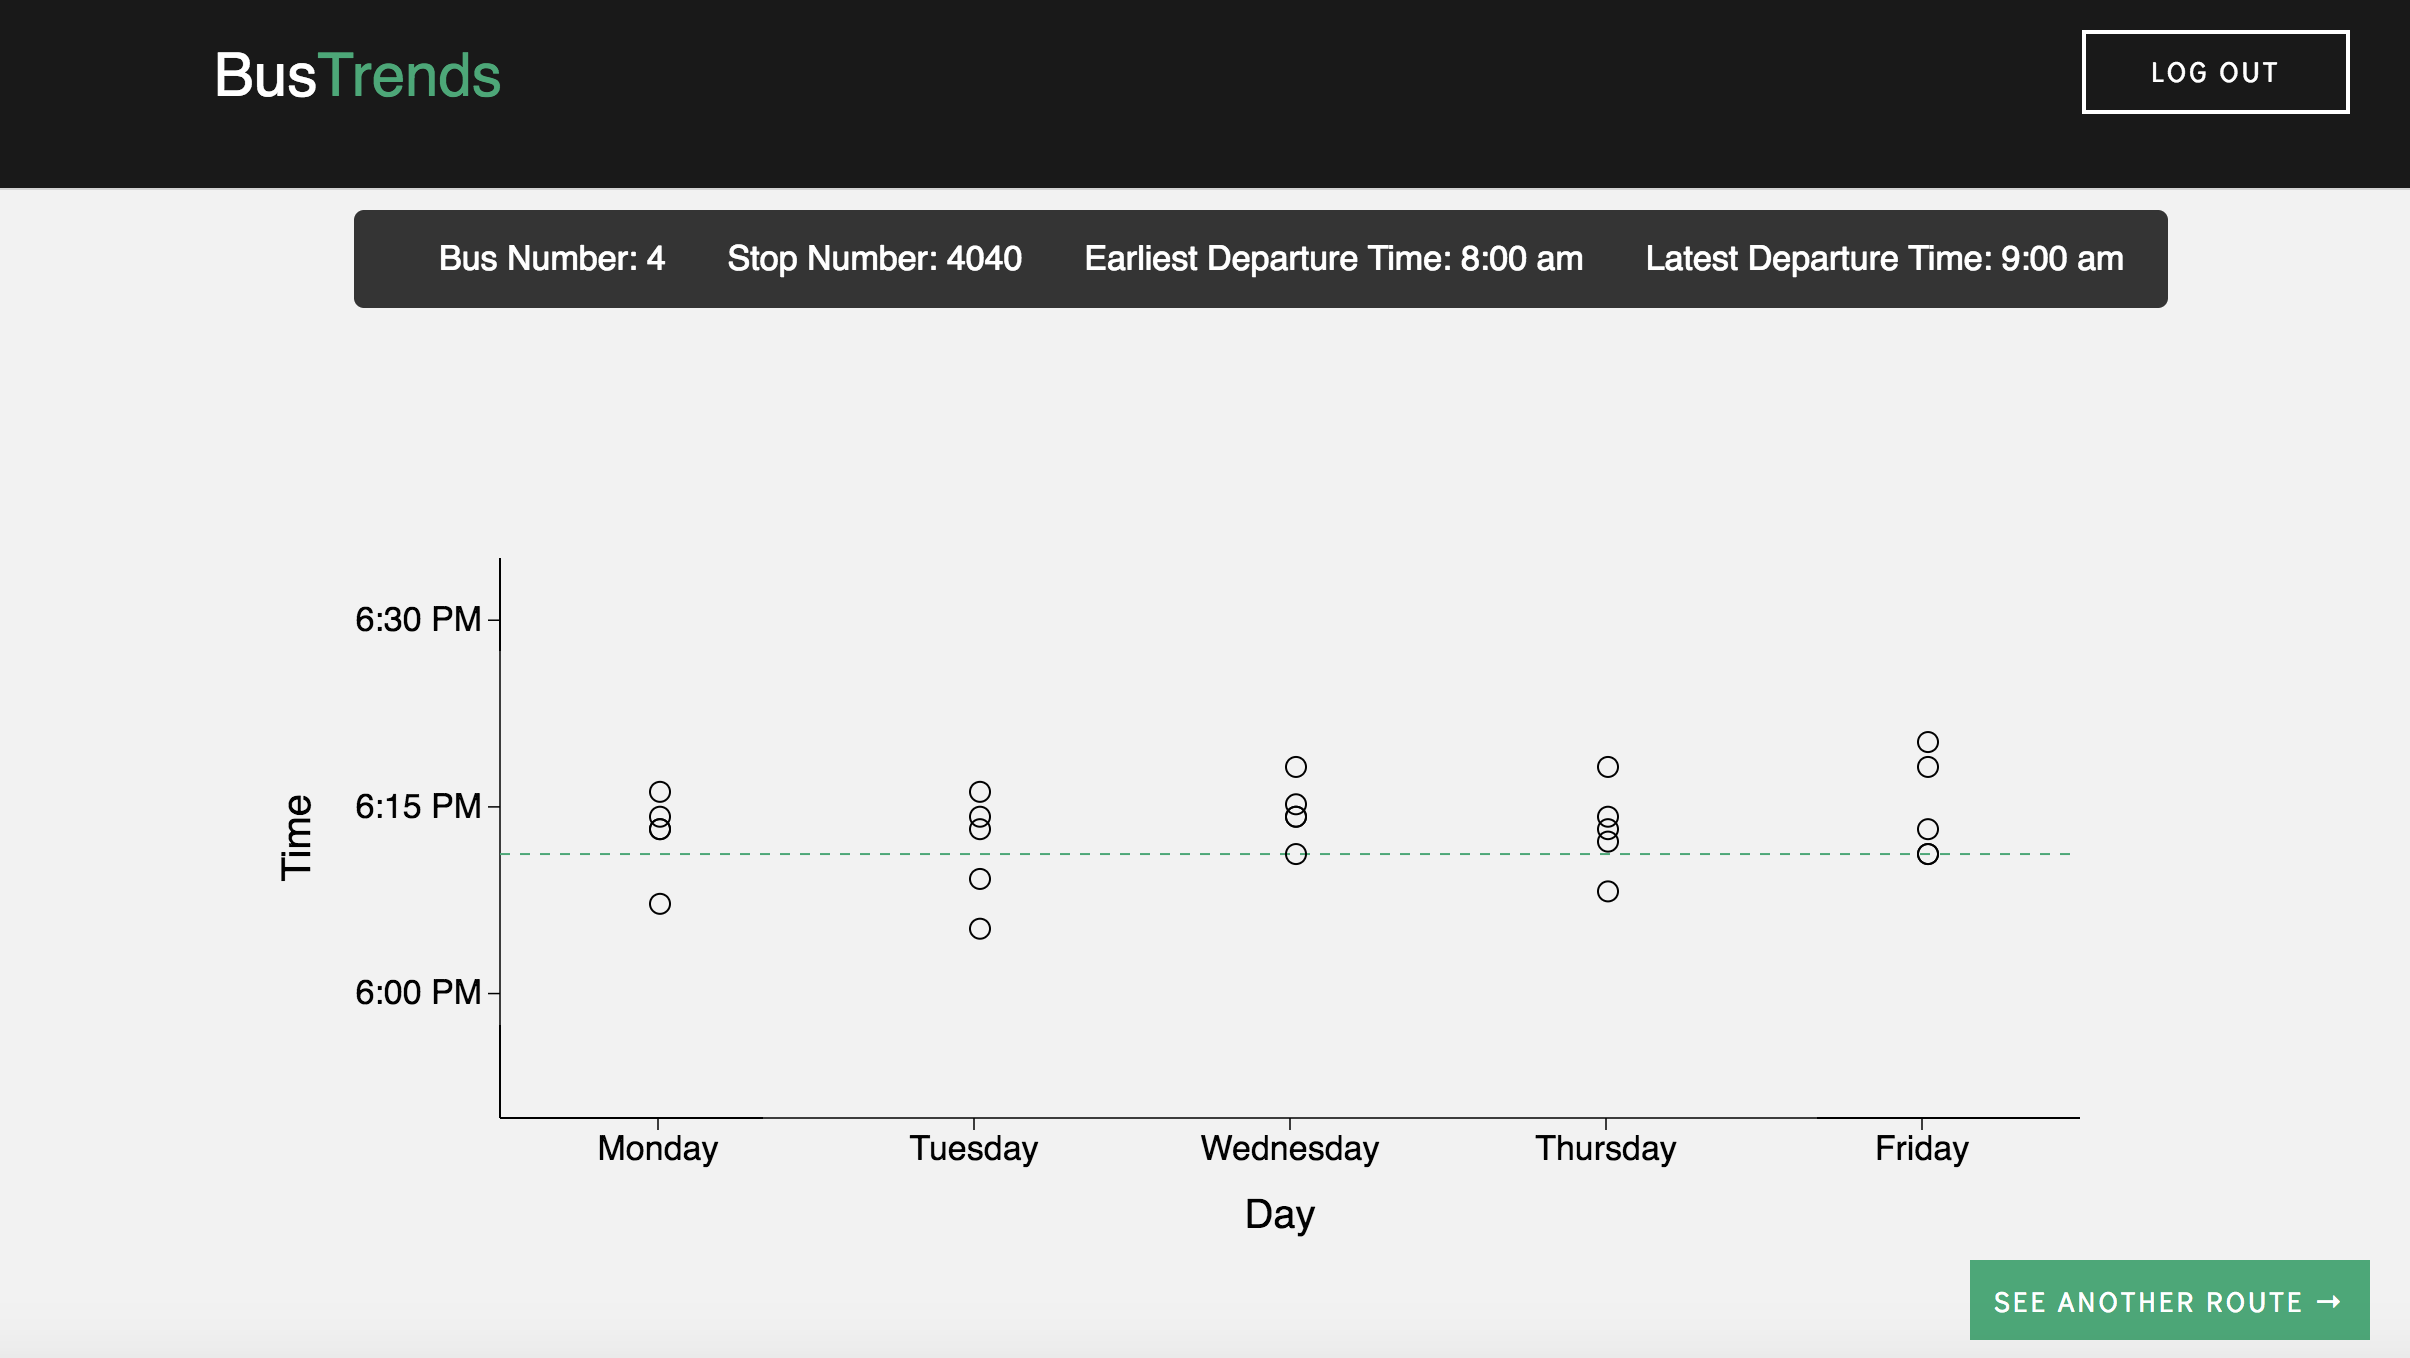 BusTrends
LOG OUT
Bus Number: 4 Stop Number: 4040 Earliest Departure Time: 8:00 am Latest Departure Time: 9:00 am
6:30 PM
6:15 PM
6:00 PM
Time
Monday Tuesday Wednesday Thursday Friday
Day
SEE ANOTHER ROUTE →